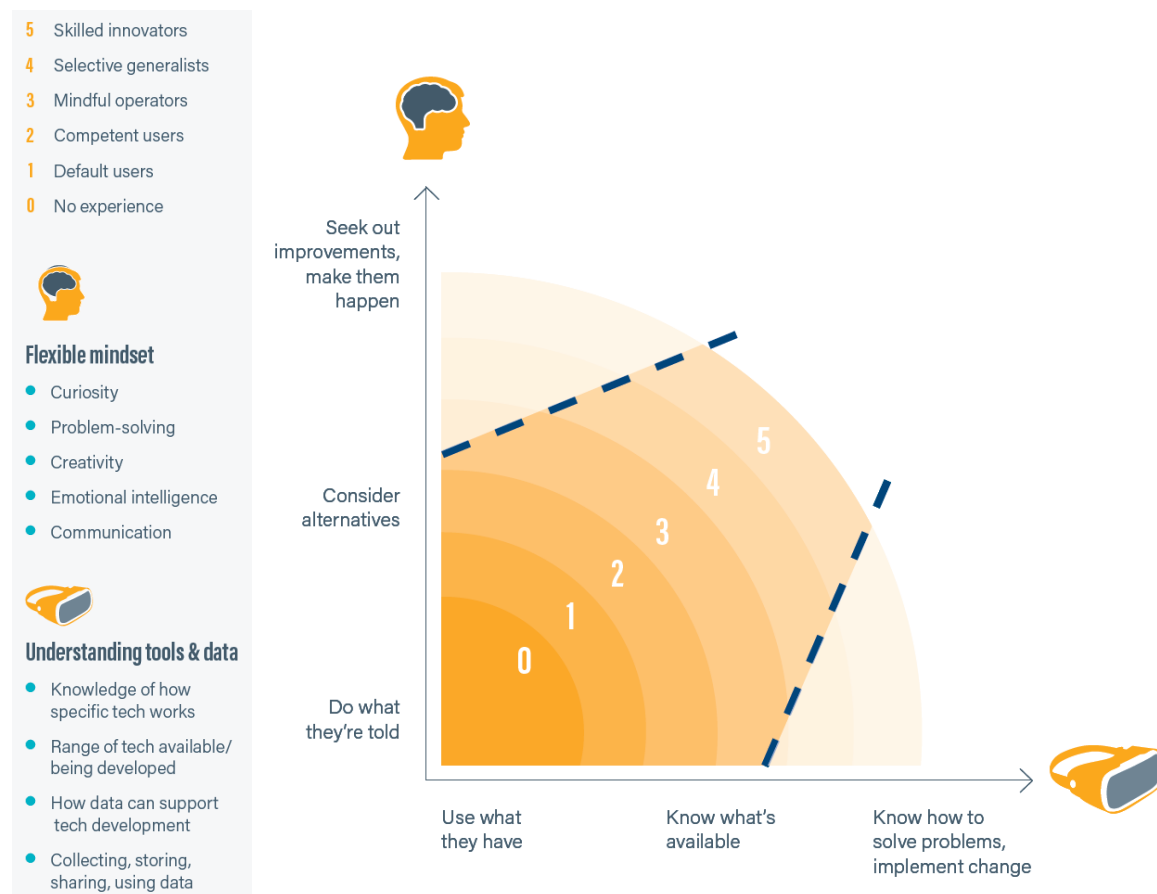 5 Skilled innovators
4 Selective generalists
3 Mindful operators
2 Competent users
1 Default users
0 No experience
Flexible mindset
Curiosity
Problem-solving
Creativity
Emotional intelligence
Communication
Understanding tools & data
Knowledge of how
specific tech works
Range of tech available/
being developed
How data can support
tech development
Collecting, storing,
sharing, using data
Seek out
improvements,
make them
happen
Consider
alternatives
Do what
they're told
5
4
3
2
1
0
Use what
they have
Know what's
available
Know how to
solve problems,
implement change